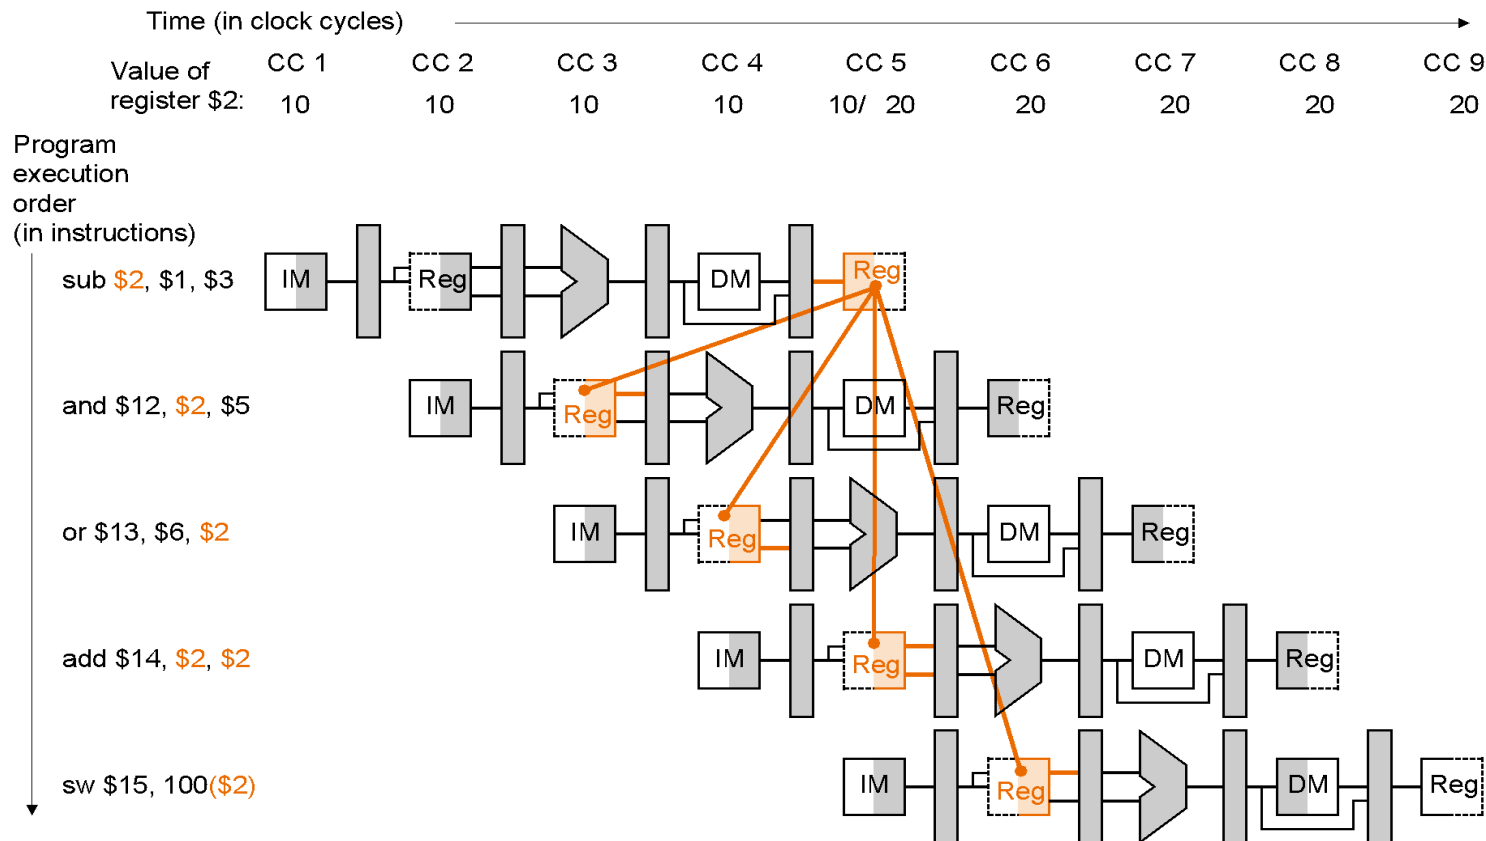 Time (in clock cycles)
CC 1 CC 2 CC 3 CC 4 CC 5 CC 6 CC 7 CC 8 CC 9
Value of
register $2:
10 10 10 10 10/ 20 20 20 20 20
Program
execution
order
(in instructions)
sub $2, $1, $3
IM Reg DM Reg
and $12, $2, $5
IM Reg DM Reg
or $13, $6, $2
IM Reg DM Reg
add $14, $2, $2
IM Reg DM Reg
sw $15, 100($2)
IM Reg DM Reg